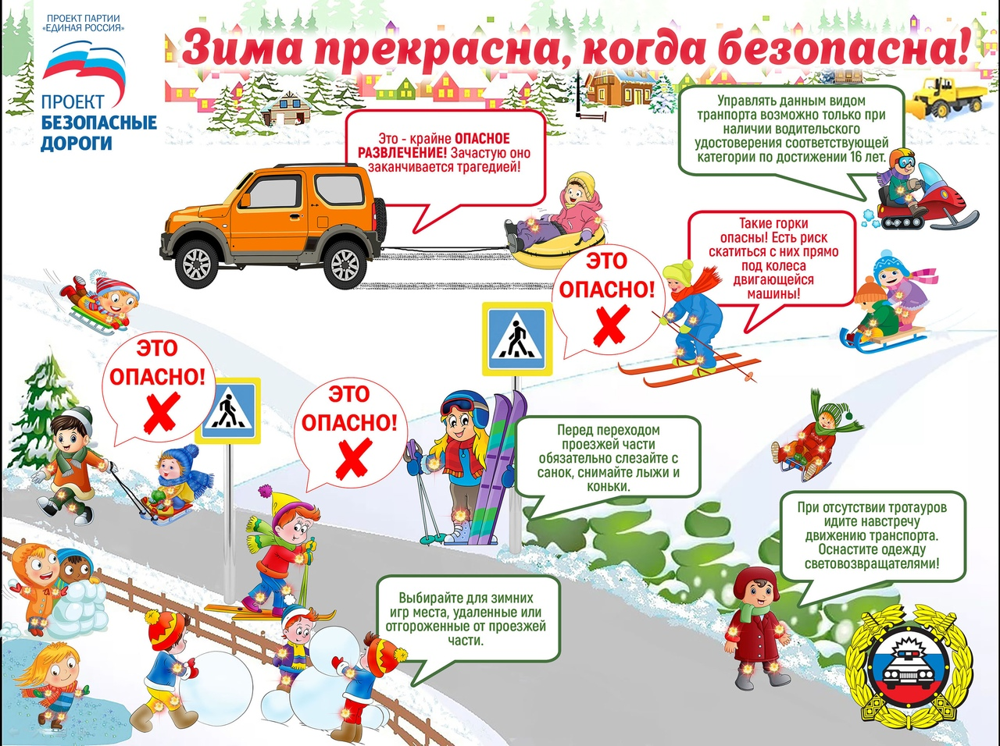 ПРОЕКТ ПАРТИИ
«ЕДИНАЯ РОССИЯ»
ПРОЕКТ
БЕЗОПАСНЫЕ
ДОРОГИ
Зима прекрасна, когда безопасна!
Это - крайне ОПАСНОЕ
РАЗВЛЕЧЕНИЕ! Зачастую оно
заканчивается трагедией!
Управлять данным видом
транпорта возможно только при
наличии водительского
удостоверения соответствующей
категории по достижении 16 лет.
Такие горки
опасны! Есть риск
скатиться с них прямо
под колеса
двигающейся
машины!
ЭТО
ОПАСНО!
ЭТО
ОПАСНО!
ЭТО
ОПАСНО!
Перед переходом
проезжей части
обязательно слезайте с
санок, снимайте лыжи и
коньки.
При отсутствии тротауров
идите навстречу
движению транспорта.
Оснастите одежду
световозвращателями!
Выбирайте для зимних
игр места, удаленные или
отгороженные от проезжей
части.